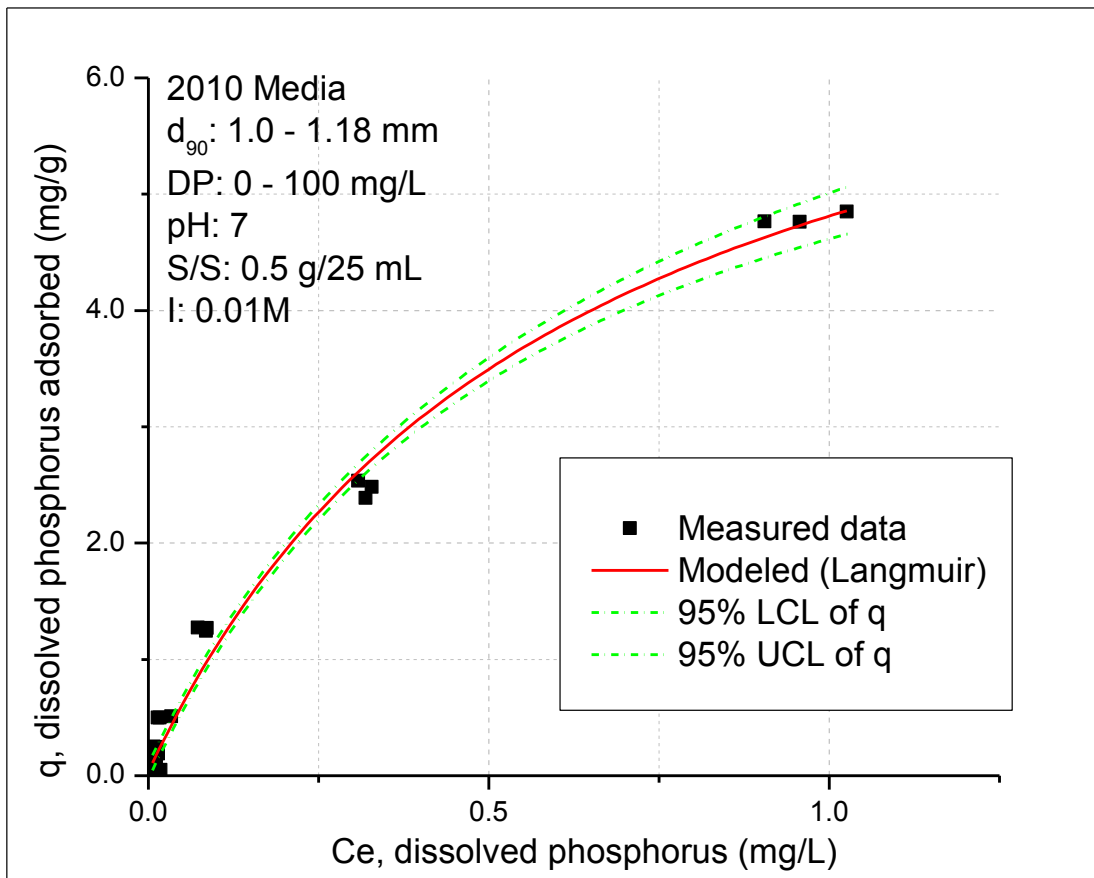 6.0
2010 Media
d₉₀: 1.0 - 1.18 mm
DP: 0 - 100 mg/L
pH: 7
S/S: 0.5 g/25 mL
I: 0.01M
4.0
2.0
0.0
q, dissolved phosphorus adsorbed (mg/g)
Measured data
Modeled (Langmuir)
95% LCL of q
95% UCL of q
0.0
0.5
1.0
Ce, dissolved phosphorus (mg/L)